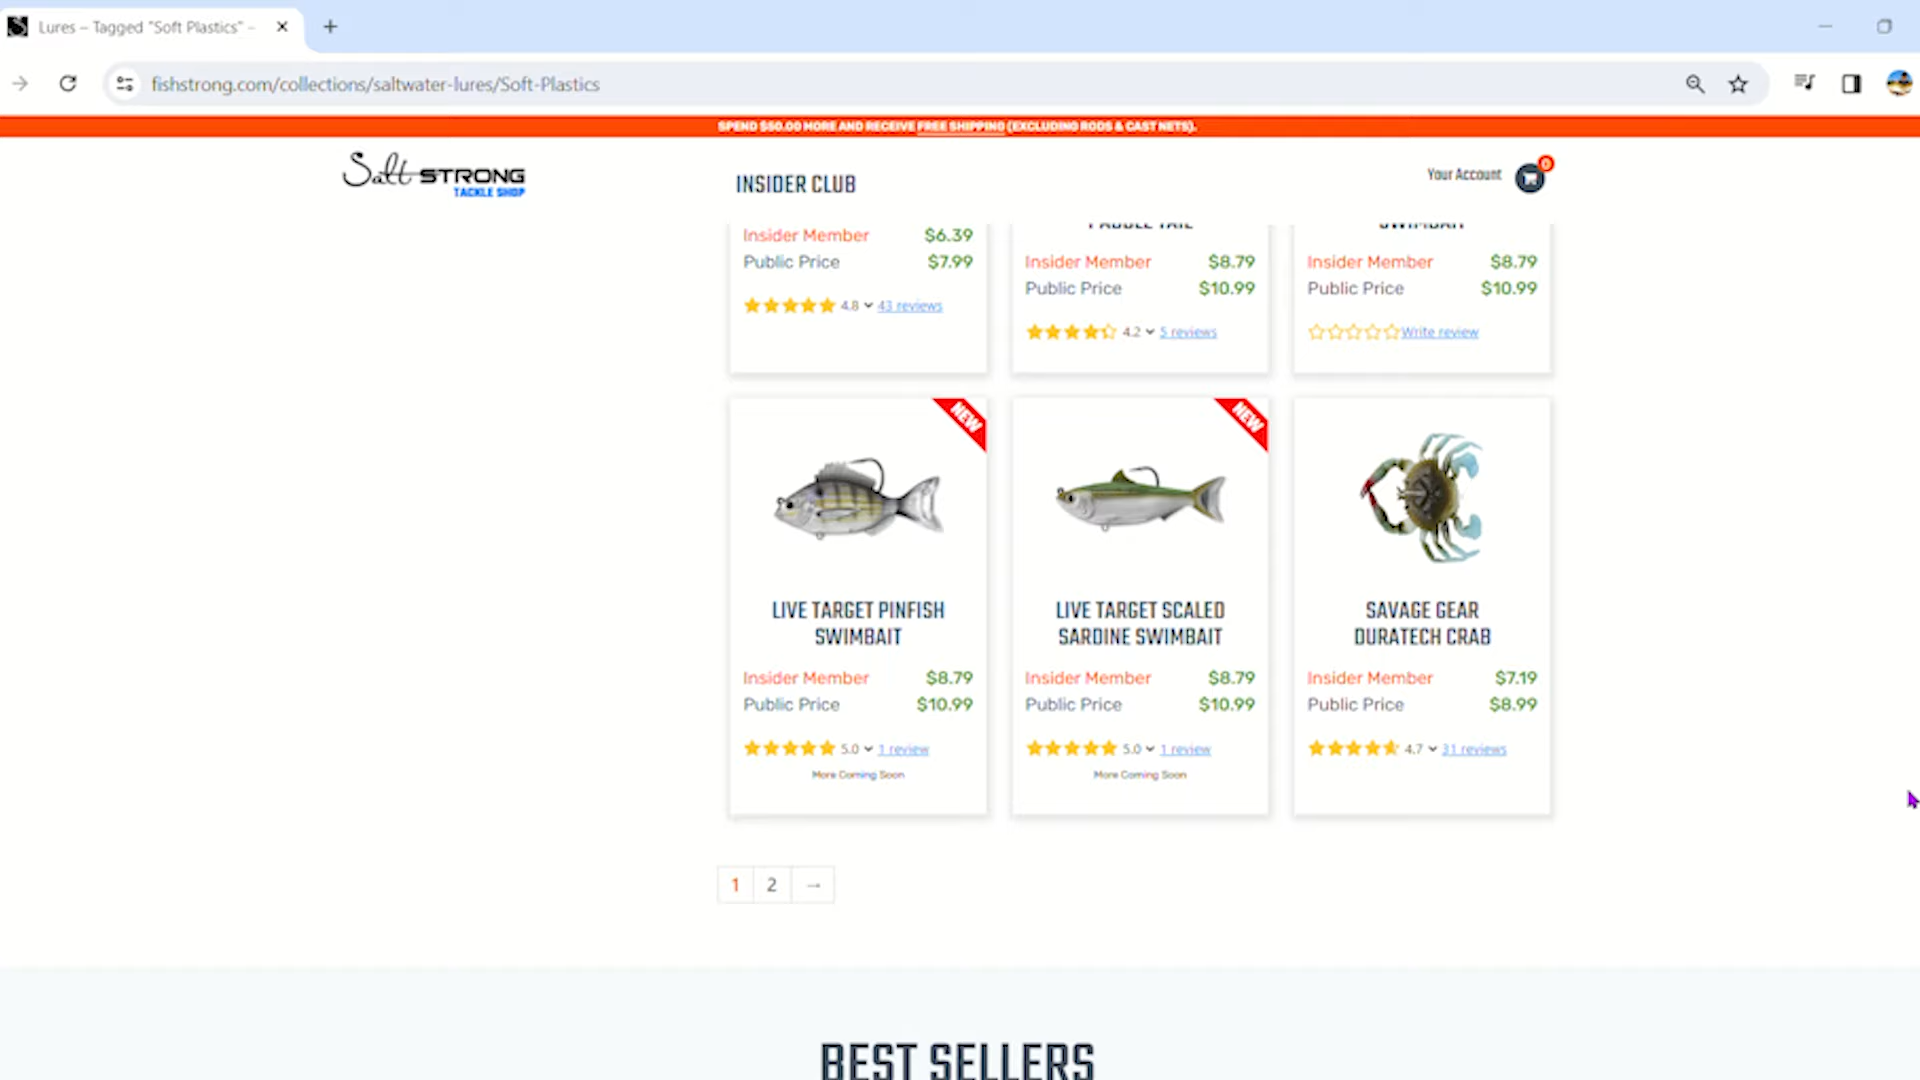 Lures – Tagged "Soft Plastics" –
fishstrong.com/collections/saltwater-lures/Soft-Plastics
SPEND $50.00 MORE AND RECEIVE FREE SHIPPING (EXCLUDING RODS & CAST NETS).
Salt STRONG
TACKLE SHOP
INSIDER CLUB
Your Account
0
PADDLE TAIL
SWIMBAIT
Insider Member $6.39
Public Price $7.99
4.8 43 reviews
Insider Member $8.79
Public Price $10.99
4.2 5 reviews
Insider Member $8.79
Public Price $10.99
Write review
NEW
LIVE TARGET PINFISH
SWIMBAIT
Insider Member $8.79
Public Price $10.99
5.0 1 review
More Coming Soon
NEW
LIVE TARGET SCALED
SARDINE SWIMBAIT
Insider Member $8.79
Public Price $10.99
5.0 1 review
More Coming Soon
SAVAGE GEAR
DURATECH CRAB
Insider Member $7.19
Public Price $8.99
4.7 31 reviews
1 2 →
BEST SELLERS